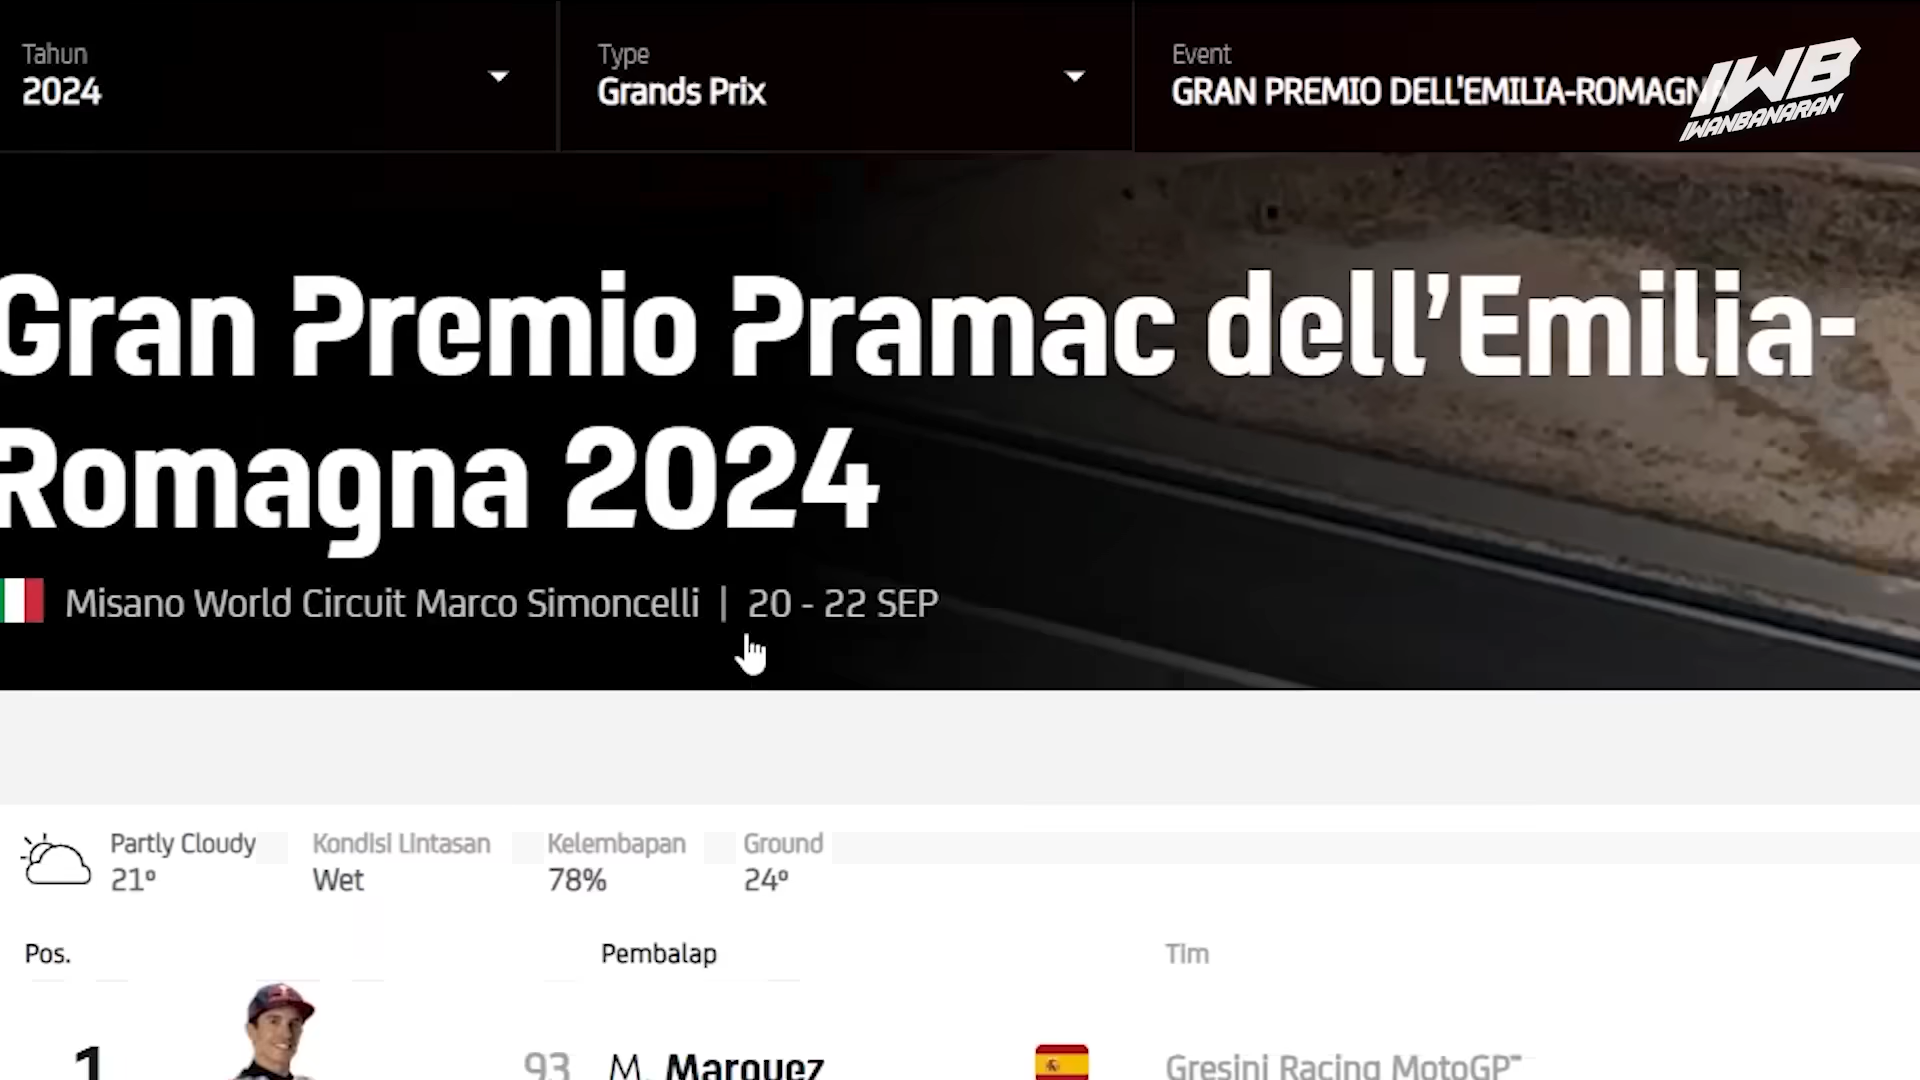 Tahun
2024
Type
Grands Prix
Event
GRAN PREMIO DELL'EMILIA-ROMAGNA
IWB
IWANBANARAN
Gran Premio Pramac dell’Emilia-
Romagna 2024
Misano World Circuit Marco Simoncelli | 20 - 22 SEP
Partly Cloudy
21º
Kondisi Lintasan
Wet
Kelembapan
78%
Ground
24º
Pos.
Pembalap
Tim
1
93
M. Marquez
Gresini Racing MotoGP™